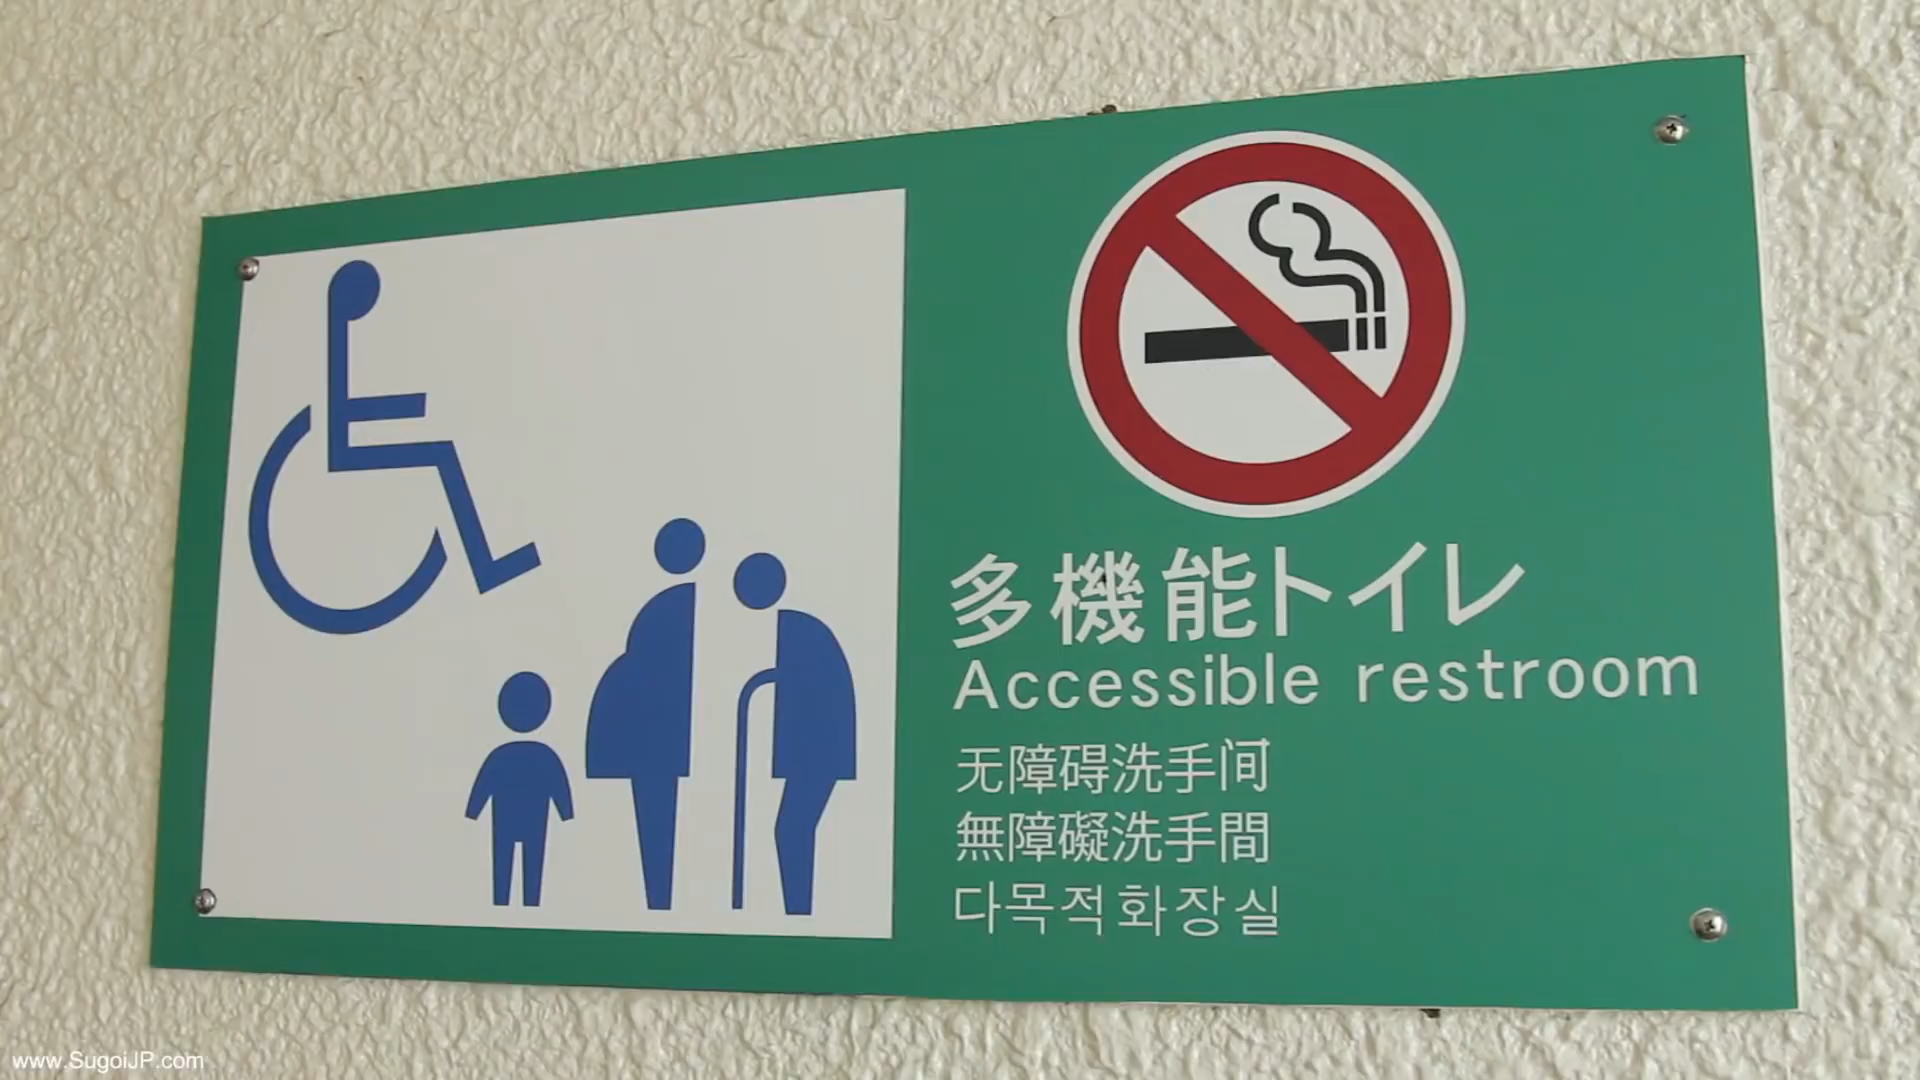 多機能トイレ
Accessible restroom
无障碍洗手间
無障礙洗手間
다목적화장실
www.SugoiJP.com